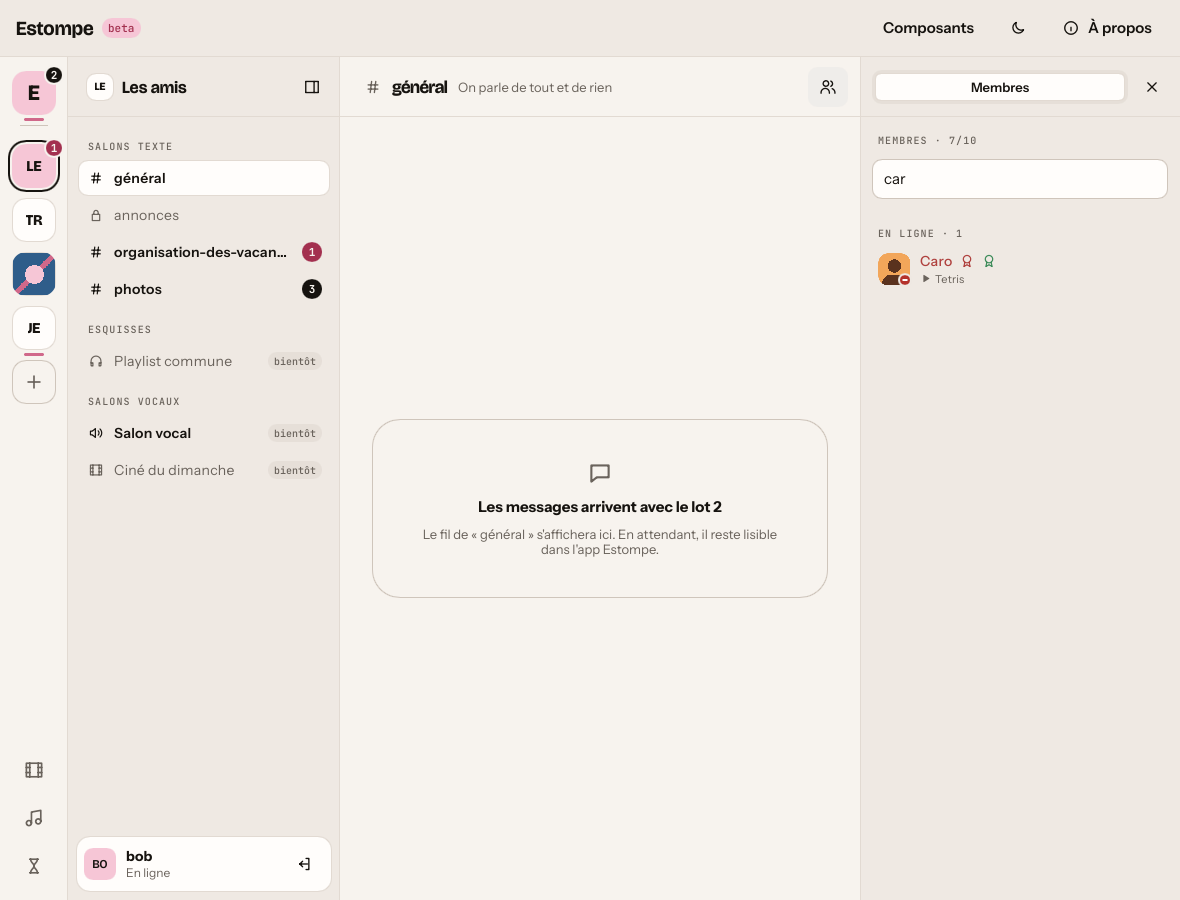 Estompe beta
Composants
À propos
E 2
LE 1
TR
JE
LE Les amis
SALONS TEXTE
# général
annonces
# organisation-des-vacan... 1
# photos 3
ESQUISSES
Playlist commune bientôt
SALONS VOCAUX
Salon vocal bientôt
Ciné du dimanche bientôt
BO bob
En ligne
# général On parle de tout et de rien
Les messages arrivent avec le lot 2
Le fil de « général » s'affichera ici. En attendant, il reste lisible
dans l'app Estompe.
Membres
MEMBRES · 7/10
car
EN LIGNE · 1
Caro
Tetris